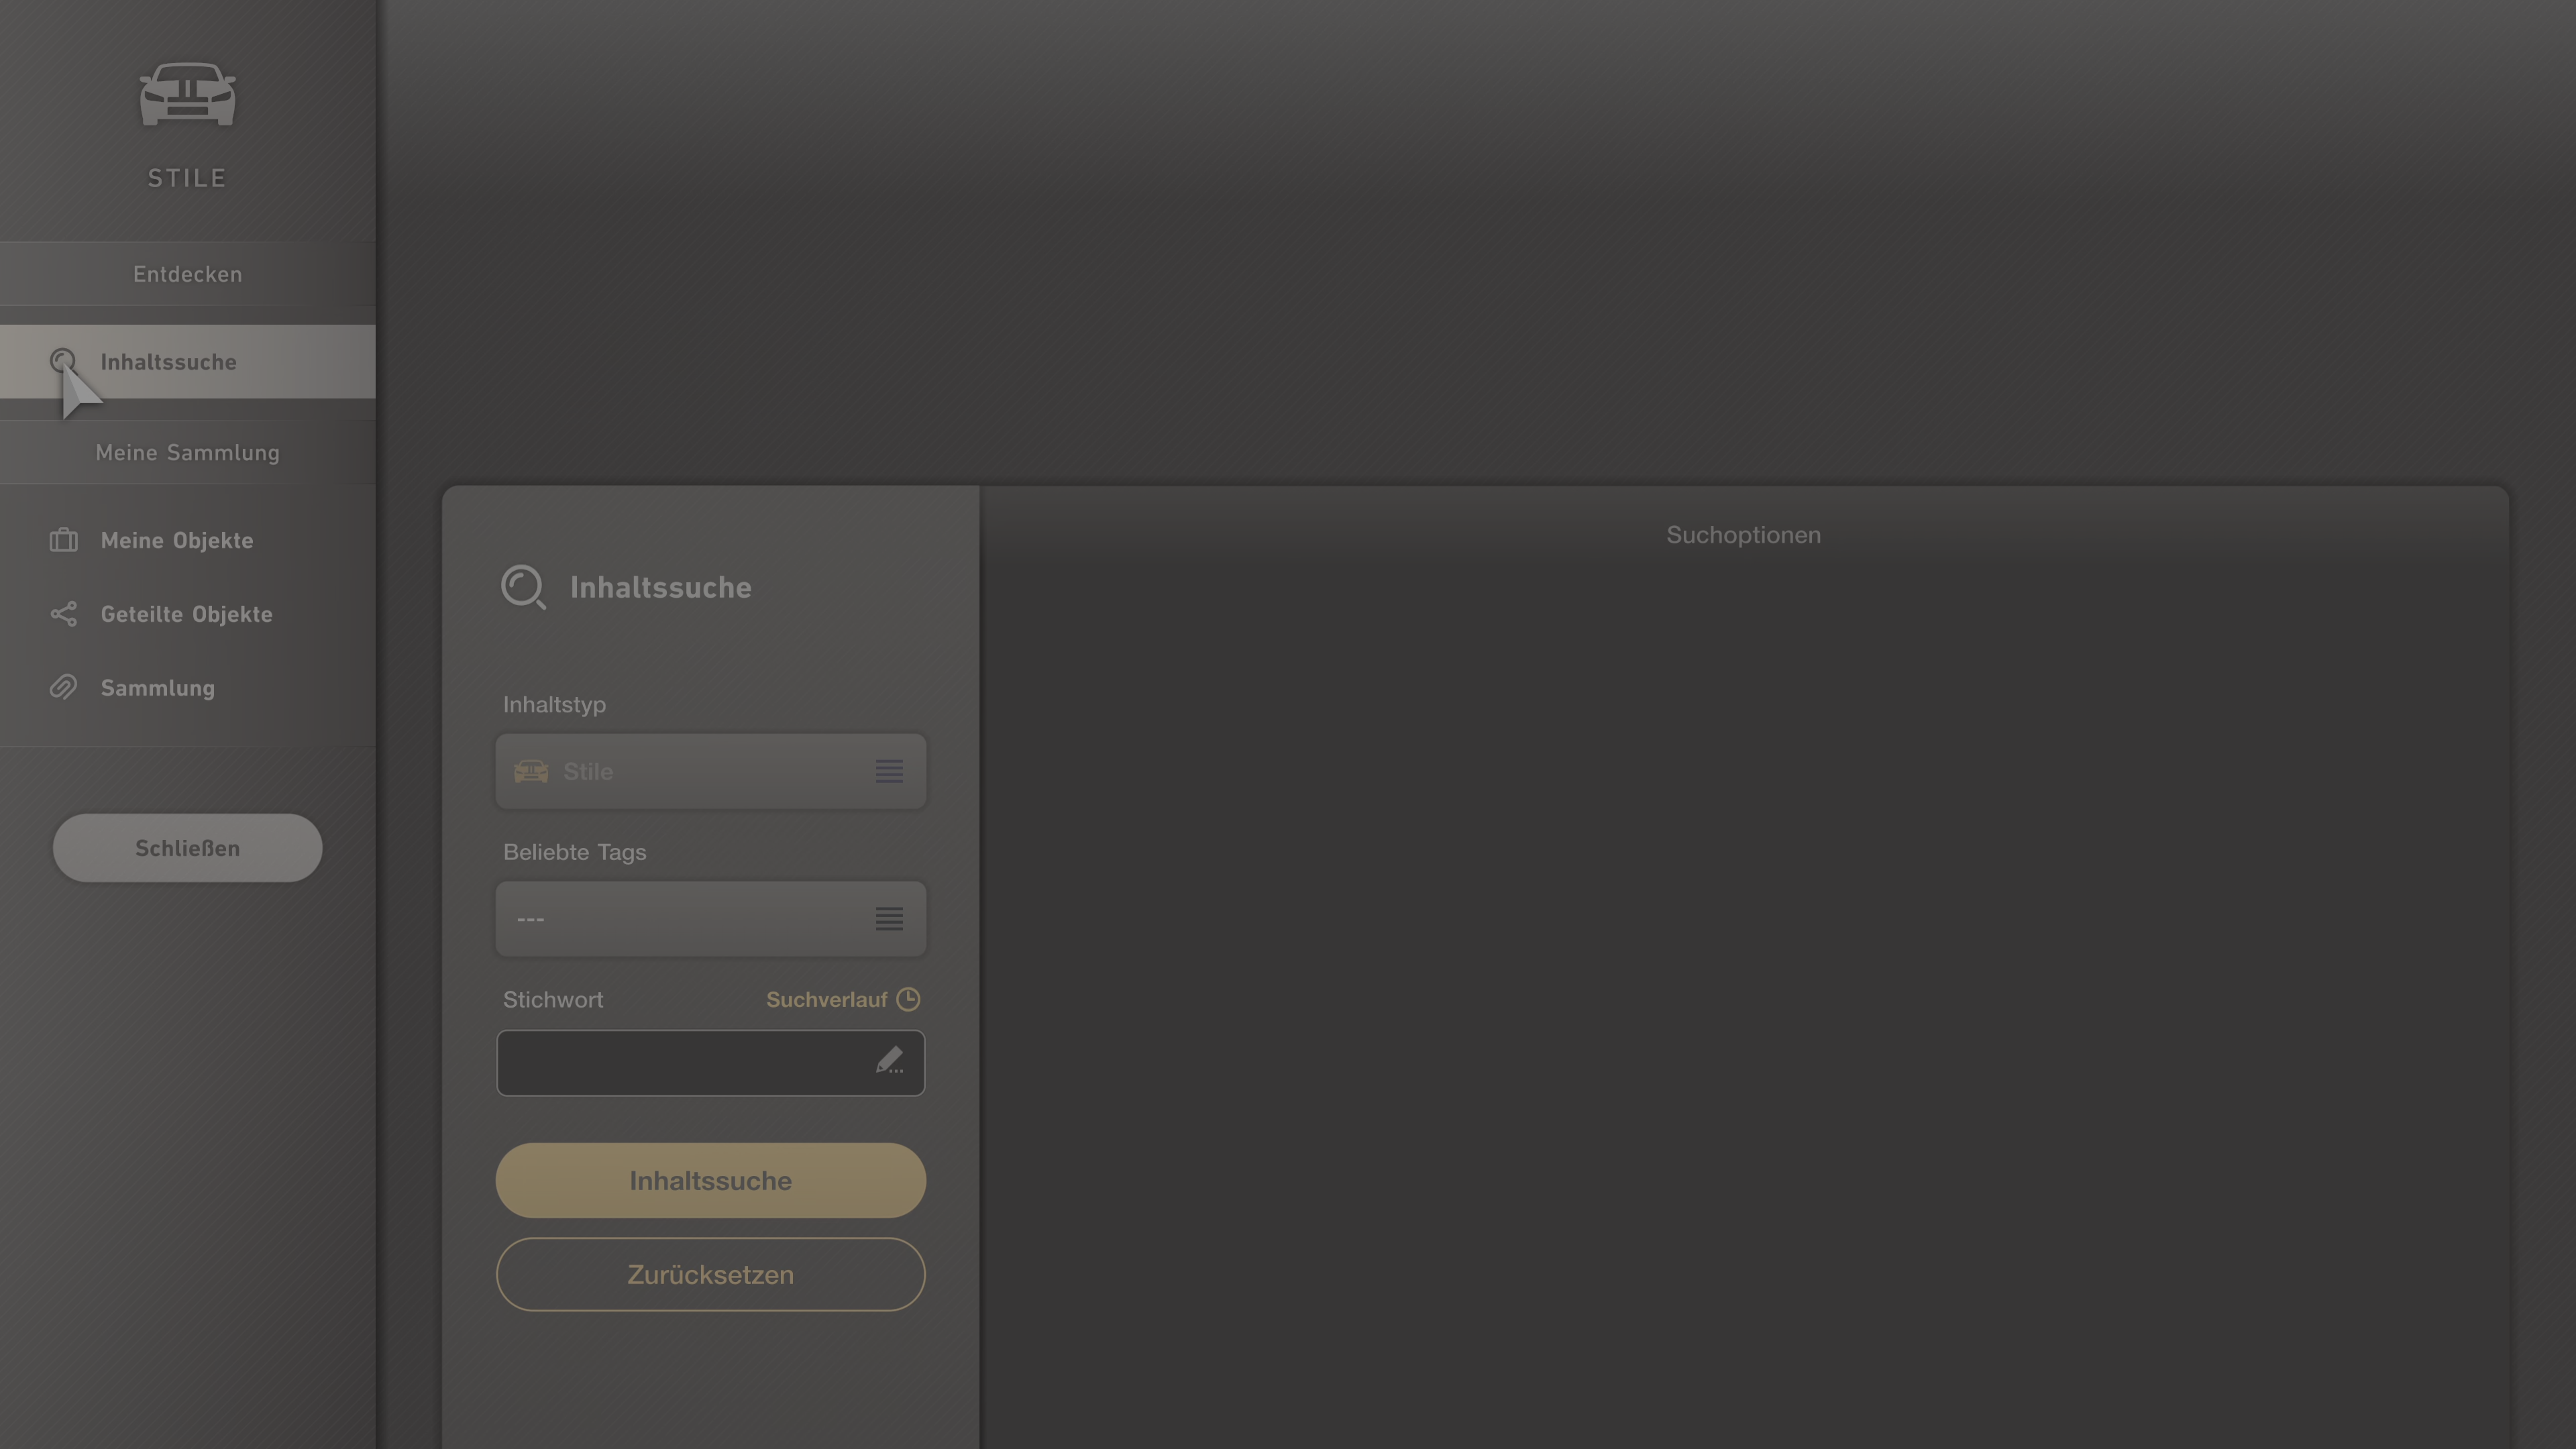 STILE
Entdecken
Inhaltssuche
Meine Sammlung
Meine Objekte
Geteilte Objekte
Sammlung
Schließen
Inhaltssuche
Inhaltstyp
Stile
Beliebte Tags
---
Stichwort Suchverlauf
Inhaltssuche
Zurücksetzen
Suchoptionen